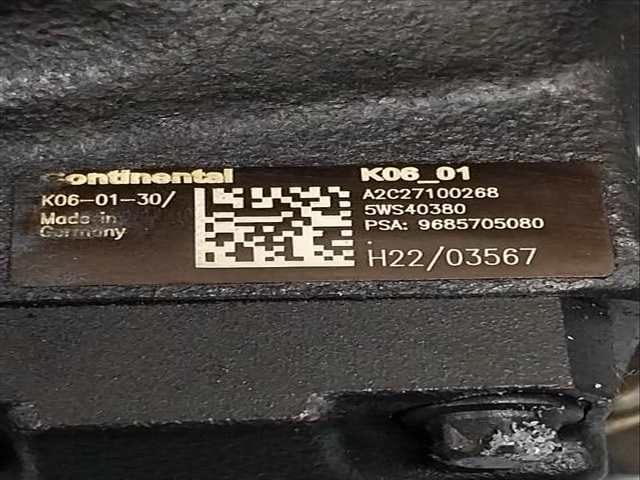 Continental
K06-01-30/
Made in
Germany
K06_01
A2C27100268
5WS40380
PSA: 9685705080
H22/03567